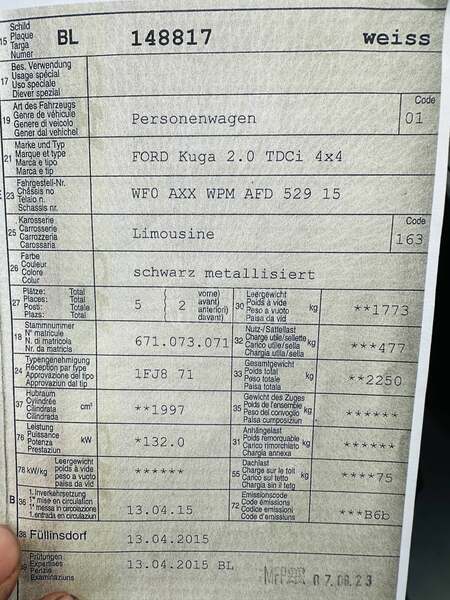 Schild
Plaque
15 Targa BL 148817 weiss
Numer
Bes. Verwendung
17 Usage spécial
Uso speciale
Diever spezial
Art des Fahrzeugs Code
19 Genre de véhicule Personenwagen 01
Genere di veicolo
Gener dal vehichel
Marke und Typ
21 Marque et type FORD Kuga 2.0 TDCi 4x4
Marca e tipo
Marca e tip
Fahrgestell-Nr.
E 23 Châssis no WF0 AXX WPM AFD 529 15
Telaio n.
Schassis nr.
Karosserie Code
25 Carrosserie Limousine 163
Carrozzeria
Carossaria
Farbe
26 Couleur
Colore schwarz metallisiert
Colur
Plätze: Total vorne) Leergewicht
27 Places: Total 5 2 avant) 30 Poids à vide kg **1773
Posti: Totale anteriori) Peso a vuoto
Plazs: Total davant) Paisa da vid
Stammnummer Nutz-/Sattellast
18 N° matricule 671.073.071 32 Charge utile/sellette kg ***477
N. di matricola Carico utile/sella
Nr. da matricla Chargia utila/sella
Typengenehmigung Gesamtgewicht
24 Réception par type 1FJ8 71 33 Poids total kg **2250
Approvazione del tipo Peso totale
Approvaziun dal tip Paisa totala
Hubraum Gewicht des Zuges
37 Cylindrée cm³ **1997 35 Poids de l'ensemble kg ******
Cilindrata Peso del convoglio
Cilindrada Paisa cumposiziun
Leistung Anhängelast
76 Puissance kW *132.0 31 Poids remorquable kg ******
Potenza Carico rimorchiato
Prestaziun Chargia annexa
Leergewicht Dachlast
78 kW/kg poids à vide ****** 55 Charge sur le toit kg ****75
peso a vuoto Carico sul tetto
paisa da vid Chargia sin il tetg
1. Inverkehrsetzung Emissionscode
B 36 1re mise en circulation 13.04.15 72 Code émissions ***B6b
1a messa in circolazione Codice emissioni
1. entrada en circulaziun Code d'emissiuns
38 Füllinsdorf 13.04.2015
Prüfungen
39 Expertises 13.04.2015 BL
Perizie MFP 07.06.23
Examinaziuns